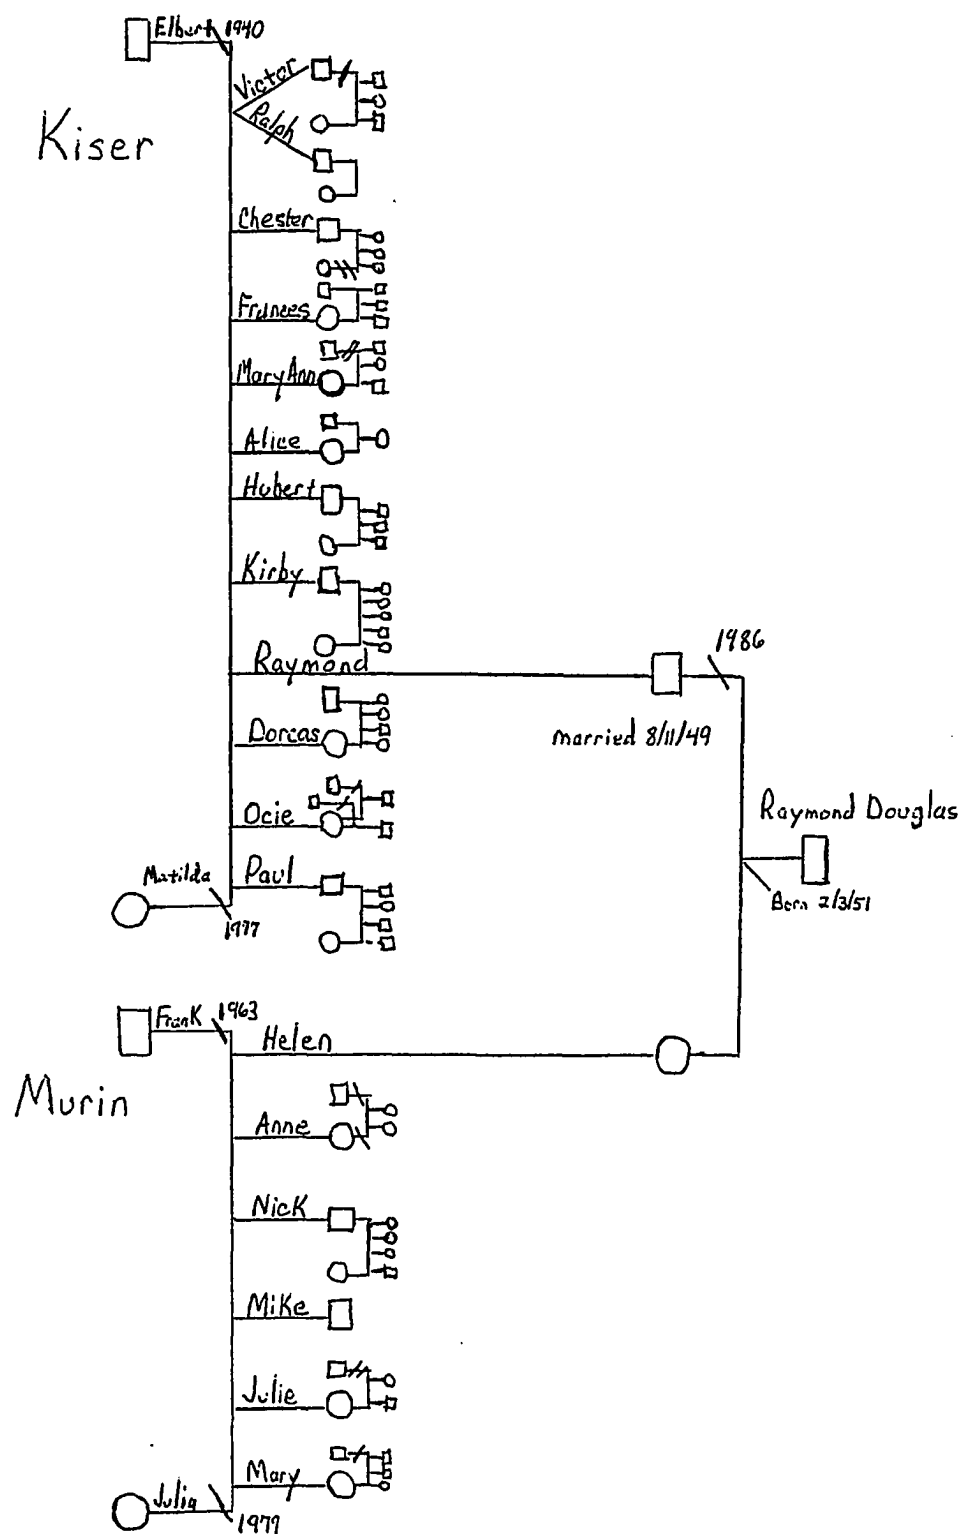 Elbert 1940
Victor
Ralph
Kiser
Chester
Frances
Mary Ann
Alice
Hubert
Kirby
1986
Raymond
married 8/11/49
Dorcas
Raymond Douglas
Ocie
Paul
Matilda
Born 2/3/51
1977
Frank 1963
Helen
Murin
Anne
Nick
Mike
Julie
Mary
Julia
1979